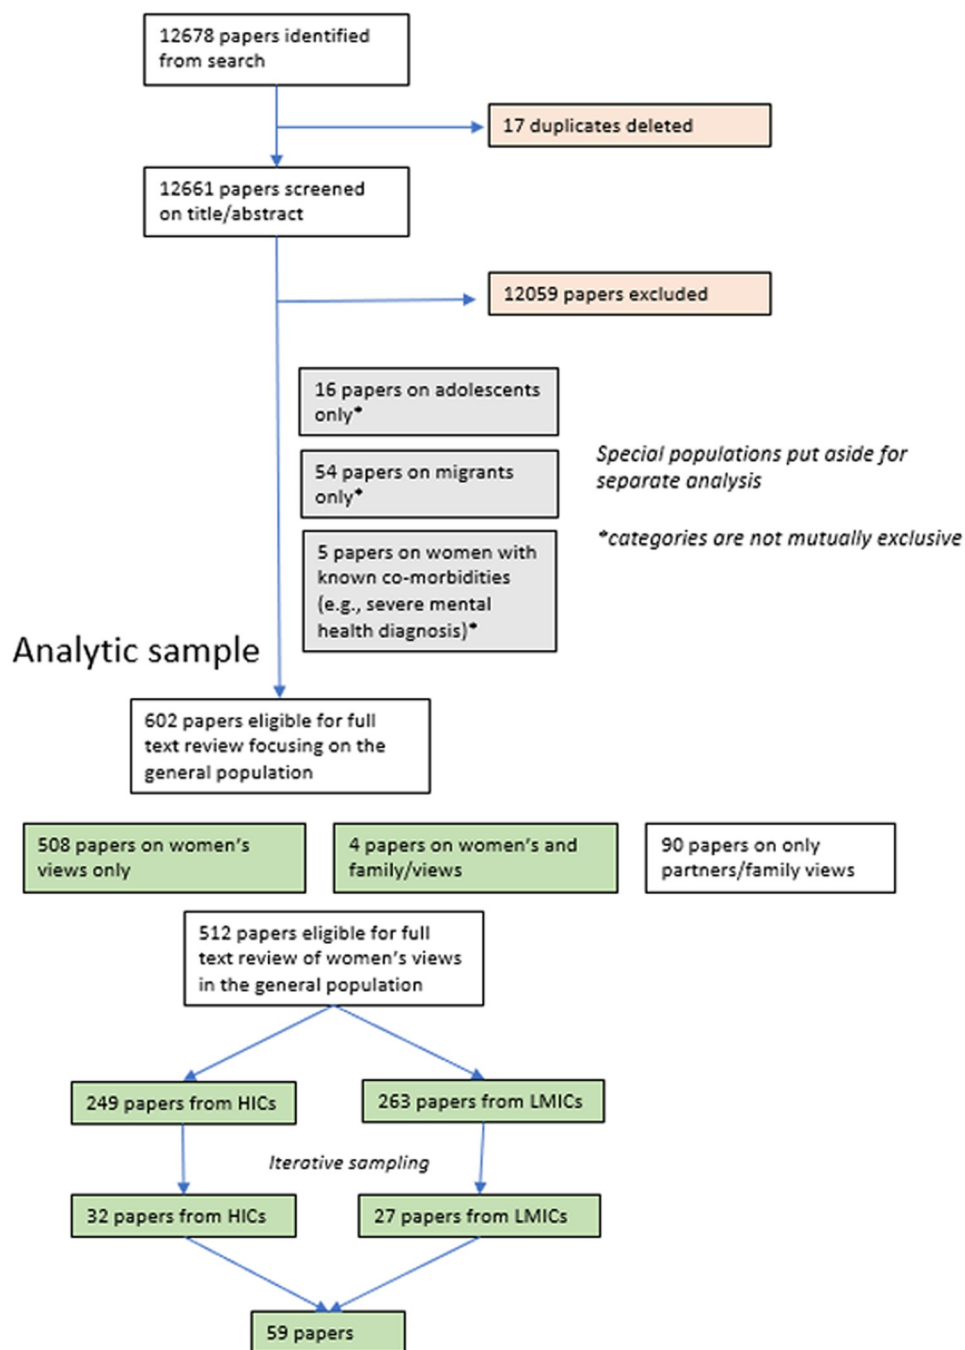 12678 papers identified
from search
17 duplicates deleted
12661 papers screened
on title/abstract
12059 papers excluded
16 papers on adolescents
only*
54 papers on migrants
only*
5 papers on women with
known co-morbidities
(e.g., severe mental
health diagnosis)*
Special populations put aside for
separate analysis
*categories are not mutually exclusive
Analytic sample
602 papers eligible for full
text review focusing on the
general population
508 papers on women's
views only
4 papers on women's and
family/views
90 papers on only
partners/family views
512 papers eligible for full
text review of women's views
in the general population
249 papers from HICs
263 papers from LMICs
Iterative sampling
32 papers from HICs
27 papers from LMICs
59 papers